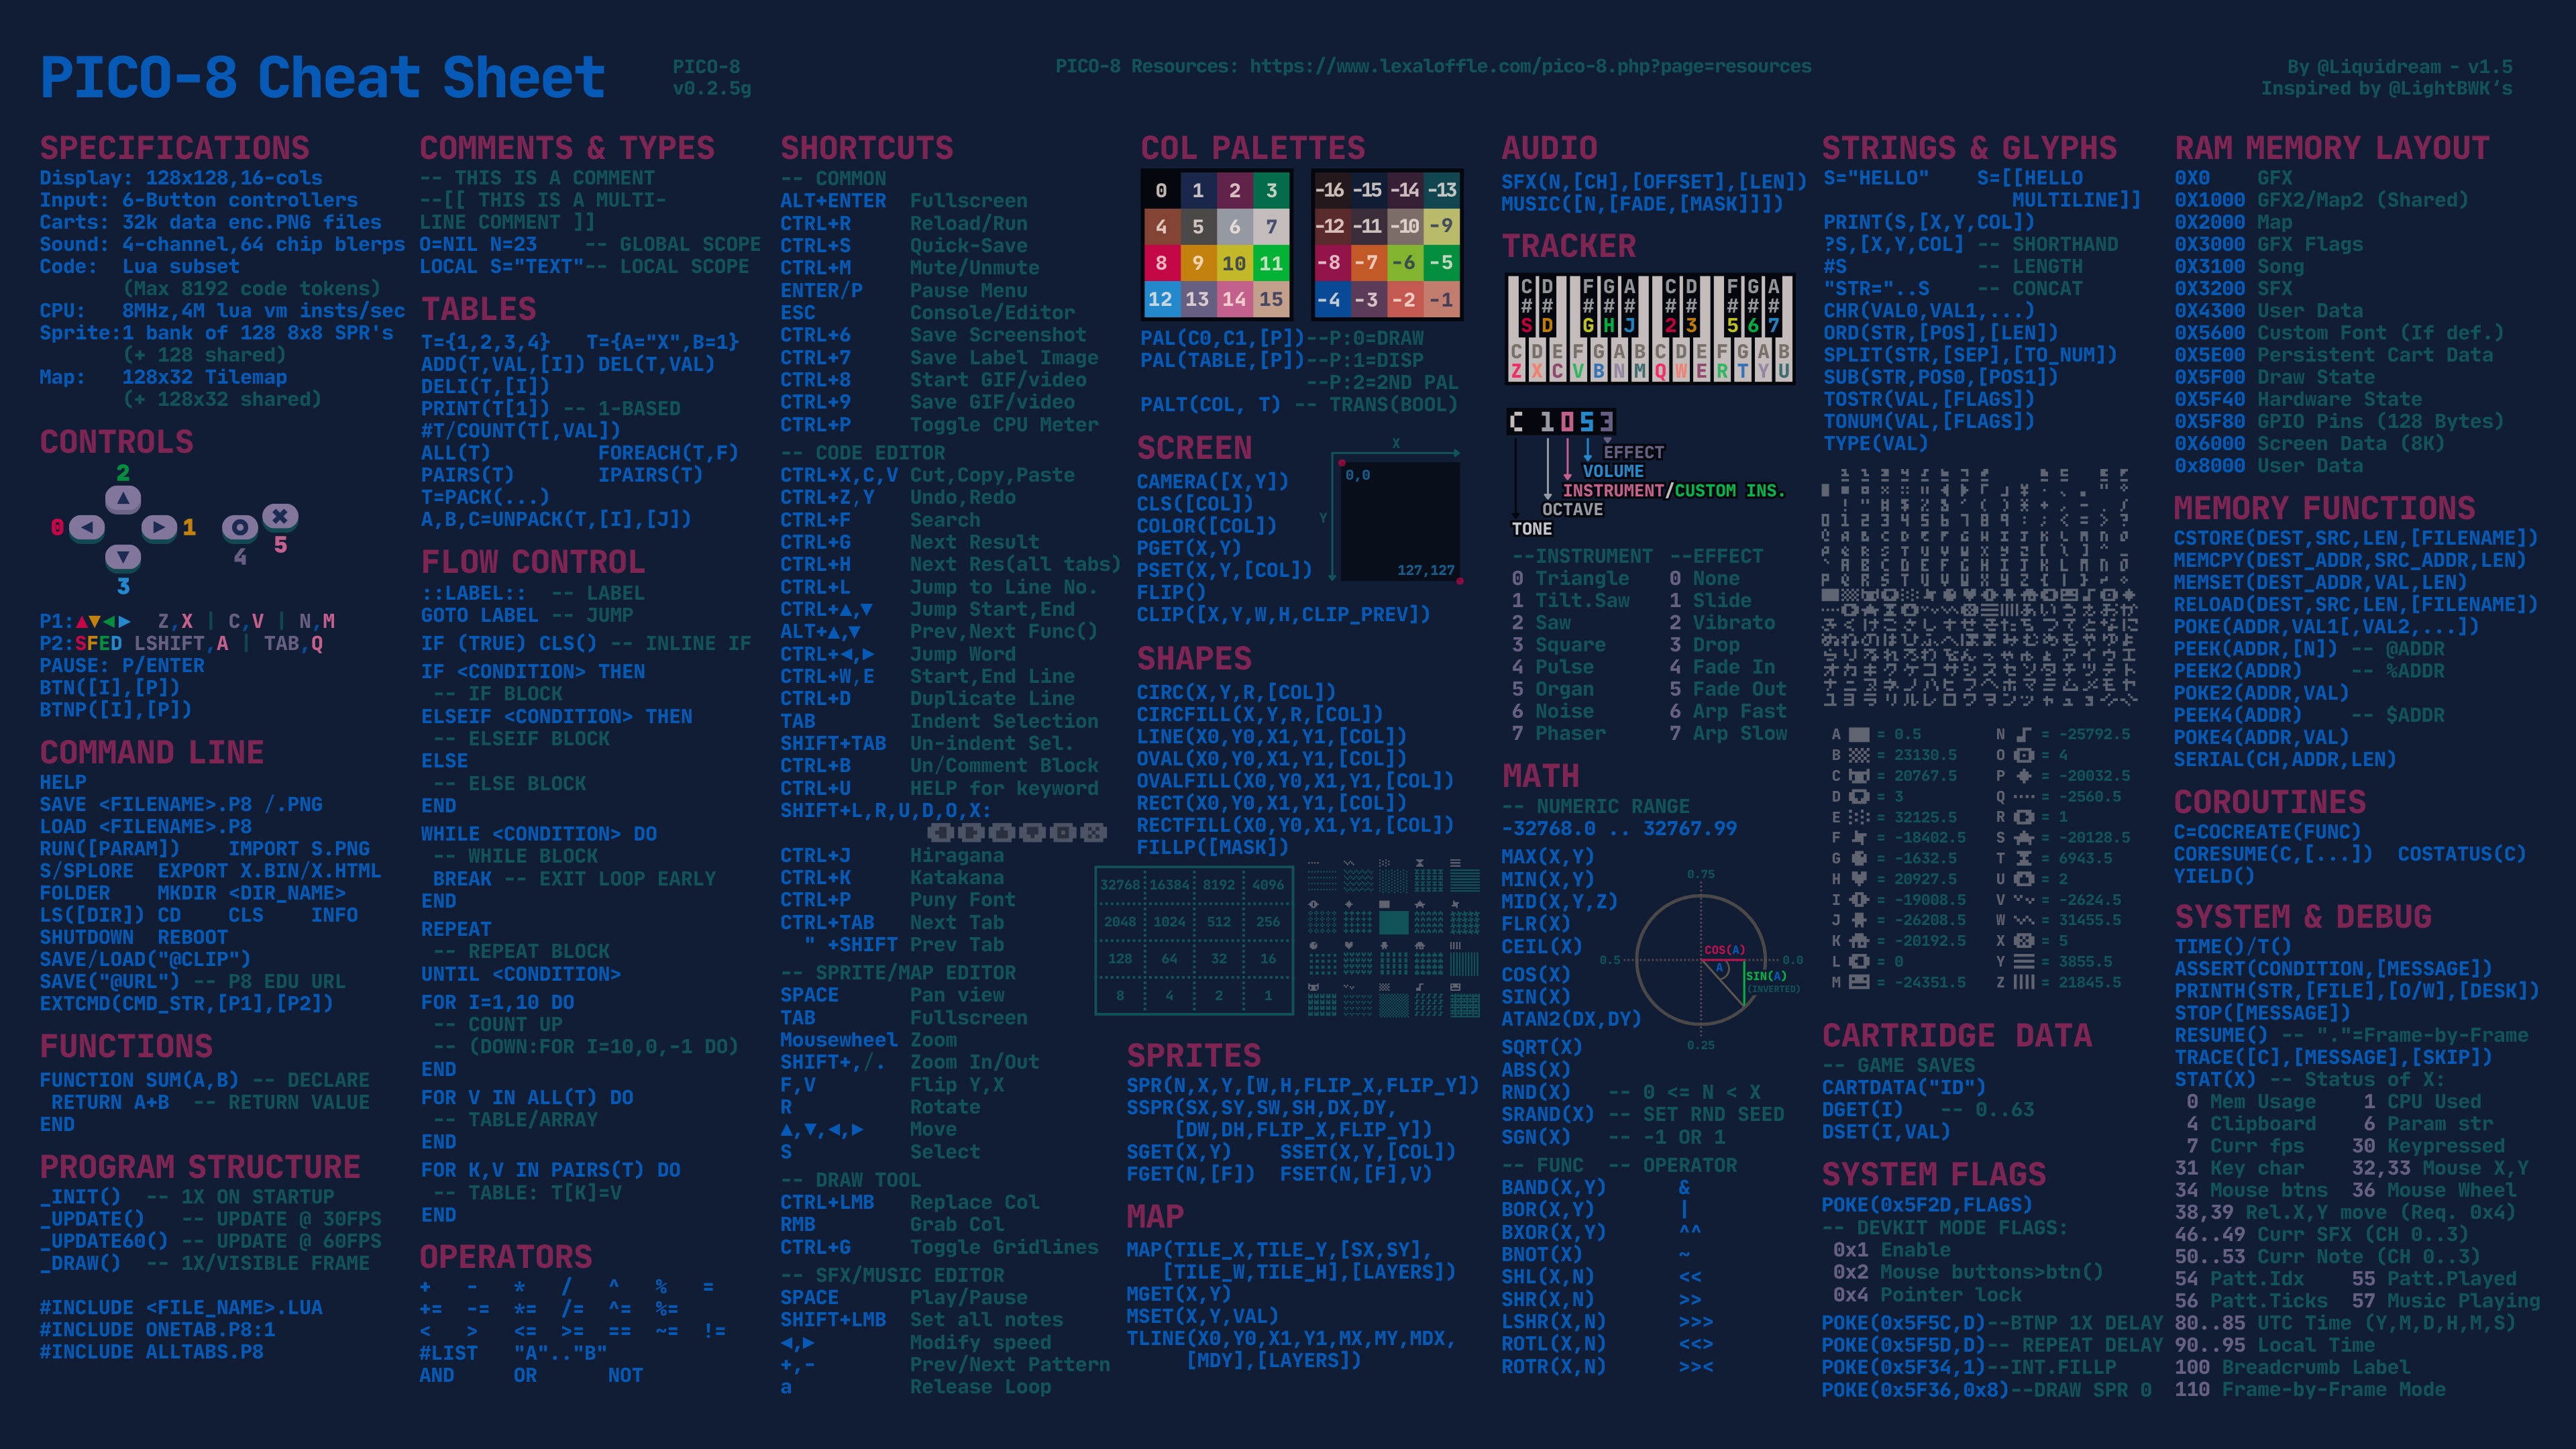 PICO-8 Cheat Sheet
PICO-8
v0.2.5g
PICO-8 Resources: https://www.lexaloffle.com/pico-8.php?page=resources
By @Liquidream - v1.5
Inspired by @LightBWK's
SPECIFICATIONS
Display: 128x128,16-cols
Input: 6-Button controllers
Carts: 32k data enc.PNG files
Sound: 4-channel,64 chip blerps
Code: Lua subset
(Max 8192 code tokens)
CPU: 8MHz,4M lua vm insts/sec
Sprite:1 bank of 128 8x8 SPR's
(+ 128 shared)
Map: 128x32 Tilemap
(+ 128x32 shared)
CONTROLS
2
▲
0 ◀ ▶ 1
▼
3
O
4
X
5
P1:▲▼◀▶ Z,X | C,V | N,M
P2:SFED LSHIFT,A | TAB,Q
PAUSE: P/ENTER
BTN([I],[P])
BTNP([I],[P])
COMMAND LINE
HELP
SAVE <FILENAME>.P8 /.PNG
LOAD <FILENAME>.P8
RUN([PARAM]) IMPORT S.PNG
S/SPLORE EXPORT X.BIN/X.HTML
FOLDER MKDIR <DIR_NAME>
LS([DIR]) CD CLS INFO
SHUTDOWN REBOOT
SAVE/LOAD("@CLIP")
SAVE("@URL") -- P8 EDU URL
EXTCMD(CMD_STR,[P1],[P2])
FUNCTIONS
FUNCTION SUM(A,B) -- DECLARE
RETURN A+B -- RETURN VALUE
END
PROGRAM STRUCTURE
_INIT() -- 1X ON STARTUP
_UPDATE() -- UPDATE @ 30FPS
_UPDATE60() -- UPDATE @ 60FPS
_DRAW() -- 1X/VISIBLE FRAME
#INCLUDE <FILE_NAME>.LUA
#INCLUDE ONETAB.P8:1
#INCLUDE ALLTABS.P8
COMMENTS & TYPES
-- THIS IS A COMMENT
--[[ THIS IS A MULTI-
LINE COMMENT ]]
O=NIL N=23 -- GLOBAL SCOPE
LOCAL S="TEXT"-- LOCAL SCOPE
TABLES
T={1,2,3,4} T={A="X",B=1}
ADD(T,VAL,[I]) DEL(T,VAL)
DELI(T,[I])
PRINT(T[1]) -- 1-BASED
#T/COUNT(T[,VAL])
ALL(T) FOREACH(T,F)
PAIRS(T) IPAIRS(T)
T=PACK(...)
A,B,C=UNPACK(T,[I],[J])
FLOW CONTROL
::LABEL:: -- LABEL
GOTO LABEL -- JUMP
IF (TRUE) CLS() -- INLINE IF
IF <CONDITION> THEN
-- IF BLOCK
ELSEIF <CONDITION> THEN
-- ELSEIF BLOCK
ELSE
-- ELSE BLOCK
END
WHILE <CONDITION> DO
-- WHILE BLOCK
BREAK -- EXIT LOOP EARLY
END
REPEAT
-- REPEAT BLOCK
UNTIL <CONDITION>
FOR I=1,10 DO
-- COUNT UP
-- (DOWN:FOR I=10,0,-1 DO)
END
FOR V IN ALL(T) DO
-- TABLE/ARRAY
END
FOR K,V IN PAIRS(T) DO
-- TABLE: T[K]=V
END
OPERATORS
+ - * / ^ % =
+= -= *= /= ^= %=
< > <= >= == ~= !=
#LIST "A".."B"
AND OR NOT
SHORTCUTS
-- COMMON
ALT+ENTER Fullscreen
CTRL+R Reload/Run
CTRL+S Quick-Save
CTRL+M Mute/Unmute
ENTER/P Pause Menu
ESC Console/Editor
CTRL+6 Save Screenshot
CTRL+7 Save Label Image
CTRL+8 Start GIF/video
CTRL+9 Save GIF/video
CTRL+P Toggle CPU Meter
-- CODE EDITOR
CTRL+X,C,V Cut,Copy,Paste
CTRL+Z,Y Undo,Redo
CTRL+F Search
CTRL+G Next Result
CTRL+H Next Res(all tabs)
CTRL+L Jump to Line No.
CTRL+▲,▼ Jump Start,End
ALT+▲,▼ Prev,Next Func()
CTRL+◀,▶ Jump Word
CTRL+W,E Start,End Line
CTRL+D Duplicate Line
TAB Indent Selection
SHIFT+TAB Un-indent Sel.
CTRL+B Un/Comment Block
CTRL+U HELP for keyword
SHIFT+L,R,U,D,O,X:
CTRL+J Hiragana
CTRL+K Katakana
CTRL+P Puny Font
CTRL+TAB Next Tab
" +SHIFT Prev Tab
-- SPRITE/MAP EDITOR
SPACE Pan view
TAB Fullscreen
Mousewheel Zoom
SHIFT+,/. Zoom In/Out
F,V Flip Y,X
R Rotate
▲,▼,◀,▶ Move
S Select
-- DRAW TOOL
CTRL+LMB Replace Col
RMB Grab Col
CTRL+G Toggle Gridlines
-- SFX/MUSIC EDITOR
SPACE Play/Pause
SHIFT+LMB Set all notes
◀,▶ Modify speed
+,- Prev/Next Pattern
a Release Loop
COL PALETTES
0 1 2 3
4 5 6 7
8 9 10 11
12 13 14 15
-16 -15 -14 -13
-12 -11 -10 -9
-8 -7 -6 -5
-4 -3 -2 -1
PAL(C0,C1,[P])--P:0=DRAW
PAL(TABLE,[P])--P:1=DISP
--P:2=2ND PAL
PALT(COL, T) -- TRANS(BOOL)
SCREEN
X
Y
0,0
127,127
CAMERA([X,Y])
CLS([COL])
COLOR([COL])
PGET(X,Y)
PSET(X,Y,[COL])
FLIP()
CLIP([X,Y,W,H,CLIP_PREV])
SHAPES
CIRC(X,Y,R,[COL])
CIRCFILL(X,Y,R,[COL])
LINE(X0,Y0,X1,Y1,[COL])
OVAL(X0,Y0,X1,Y1,[COL])
OVALFILL(X0,Y0,X1,Y1,[COL])
RECT(X0,Y0,X1,Y1,[COL])
RECTFILL(X0,Y0,X1,Y1,[COL])
FILLP([MASK])
32768 16384 8192 4096
2048 1024 512 256
128 64 32 16
8 4 2 1
SPRITES
SPR(N,X,Y,[W,H,FLIP_X,FLIP_Y])
SSPR(SX,SY,SW,SH,DX,DY,
[DW,DH,FLIP_X,FLIP_Y])
SGET(X,Y) SSET(X,Y,[COL])
FGET(N,[F]) FSET(N,[F],V)
MAP
MAP(TILE_X,TILE_Y,[SX,SY],
[TILE_W,TILE_H],[LAYERS])
MGET(X,Y)
MSET(X,Y,VAL)
TLINE(X0,Y0,X1,Y1,MX,MY,MDX,
[MDY],[LAYERS])
AUDIO
SFX(N,[CH],[OFFSET],[LEN])
MUSIC([N,[FADE,[MASK]]])
TRACKER
C D F G A C D F G A
# # # # # # # # # #
S D G H J 2 3 5 6 7
C D E F G A B C D E F G A B
Z X C V B N M Q W E R T Y U
C 1053
EFFECT
VOLUME
INSTRUMENT/CUSTOM INS.
OCTAVE
TONE
--INSTRUMENT --EFFECT
0 Triangle 0 None
1 Tilt.Saw 1 Slide
2 Saw 2 Vibrato
3 Square 3 Drop
4 Pulse 4 Fade In
5 Organ 5 Fade Out
6 Noise 6 Arp Fast
7 Phaser 7 Arp Slow
MATH
-- NUMERIC RANGE
-32768.0 .. 32767.99
MAX(X,Y)
MIN(X,Y)
MID(X,Y,Z)
FLR(X)
CEIL(X)
COS(X)
SIN(X)
ATAN2(DX,DY)
0.75
0.5
0.0
0.25
COS(A)
A
SIN(A)
(INVERTED)
SQRT(X)
ABS(X)
RND(X) -- 0 <= N < X
SRAND(X) -- SET RND SEED
SGN(X) -- -1 OR 1
-- FUNC -- OPERATOR
BAND(X,Y) &
BOR(X,Y) |
BXOR(X,Y) ^^
BNOT(X) ~
SHL(X,N) <<
SHR(X,N) >>
LSHR(X,N) >>>
ROTL(X,N) <<>
ROTR(X,N) >><
STRINGS & GLYPHS
S="HELLO" S=[[HELLO
MULTILINE]]
PRINT(S,[X,Y,COL])
?S,[X,Y,COL] -- SHORTHAND
#S -- LENGTH
"STR="..S -- CONCAT
CHR(VAL0,VAL1,...)
ORD(STR,[POS],[LEN])
SPLIT(STR,[SEP],[TO_NUM])
SUB(STR,POS0,[POS1])
TOSTR(VAL,[FLAGS])
TONUM(VAL,[FLAGS])
TYPE(VAL)
A = 0.5 N = -25792.5
B = 23130.5 O = 4
C = 20767.5 P = -20032.5
D = 3 Q = -2560.5
E = 32125.5 R = 1
F = -18402.5 S = -20128.5
G = -1632.5 T = 6943.5
H = 20927.5 U = 2
I = -19008.5 V = -2624.5
J = -26208.5 W = 31455.5
K = -20192.5 X = 5
L = 0 Y = 3855.5
M = -24351.5 Z = 21845.5
CARTRIDGE DATA
-- GAME SAVES
CARTDATA("ID")
DGET(I) -- 0..63
DSET(I,VAL)
SYSTEM FLAGS
POKE(0x5F2D,FLAGS)
-- DEVKIT MODE FLAGS:
0x1 Enable
0x2 Mouse buttons>btn()
0x4 Pointer lock
POKE(0x5F5C,D)--BTNP 1X DELAY
POKE(0x5F5D,D)-- REPEAT DELAY
POKE(0x5F34,1)--INT.FILLP
POKE(0x5F36,0x8)--DRAW SPR 0
RAM MEMORY LAYOUT
0X0 GFX
0X1000 GFX2/Map2 (Shared)
0X2000 Map
0X3000 GFX Flags
0X3100 Song
0X3200 SFX
0X4300 User Data
0X5600 Custom Font (If def.)
0X5E00 Persistent Cart Data
0X5F00 Draw State
0X5F40 Hardware State
0X5F80 GPIO Pins (128 Bytes)
0X6000 Screen Data (8K)
0x8000 User Data
MEMORY FUNCTIONS
CSTORE(DEST,SRC,LEN,[FILENAME])
MEMCPY(DEST_ADDR,SRC_ADDR,LEN)
MEMSET(DEST_ADDR,VAL,LEN)
RELOAD(DEST,SRC,LEN,[FILENAME])
POKE(ADDR,VAL1[,VAL2,...])
PEEK(ADDR,[N]) -- @ADDR
PEEK2(ADDR) -- %ADDR
POKE2(ADDR,VAL)
PEEK4(ADDR) -- $ADDR
POKE4(ADDR,VAL)
SERIAL(CH,ADDR,LEN)
COROUTINES
C=COCREATE(FUNC)
CORESUME(C,[...]) COSTATUS(C)
YIELD()
SYSTEM & DEBUG
TIME()/T()
ASSERT(CONDITION,[MESSAGE])
PRINTH(STR,[FILE],[O/W],[DESK])
STOP([MESSAGE])
RESUME() -- "."=Frame-by-Frame
TRACE([C],[MESSAGE],[SKIP])
STAT(X) -- Status of X:
0 Mem Usage 1 CPU Used
4 Clipboard 6 Param str
7 Curr fps 30 Keypressed
31 Key char 32,33 Mouse X,Y
34 Mouse btns 36 Mouse Wheel
38,39 Rel.X,Y move (Req. 0x4)
46..49 Curr SFX (CH 0..3)
50..53 Curr Note (CH 0..3)
54 Patt.Idx 55 Patt.Played
56 Patt.Ticks 57 Music Playing
80..85 UTC Time (Y,M,D,H,M,S)
90..95 Local Time
100 Breadcrumb Label
110 Frame-by-Frame Mode